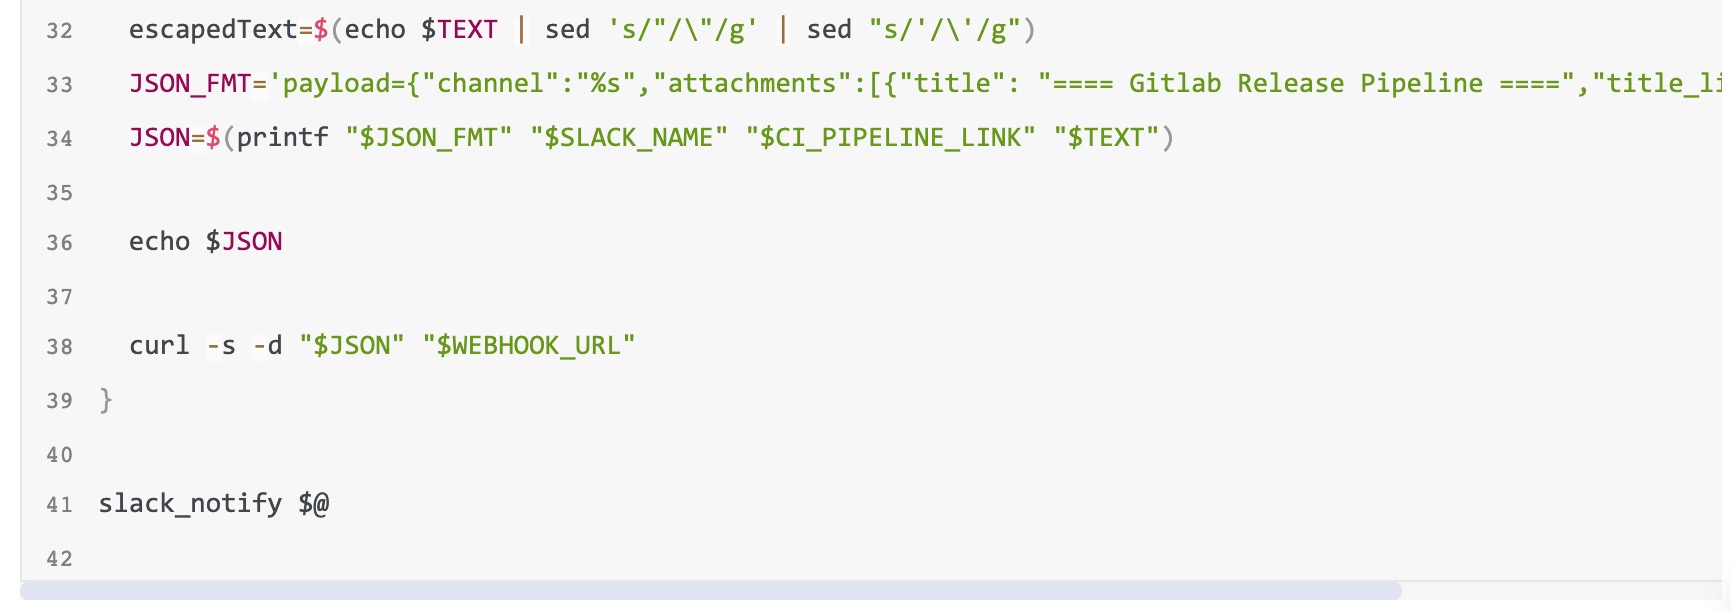 32 escapedText=$(echo $TEXT | sed 's/"/\"/g' | sed "s/'/\'/g")
33 JSON_FMT='payload={"channel":"%s","attachments":[{"title": "==== Gitlab Release Pipeline ====","title_li
34 JSON=$(printf "$JSON_FMT" "$SLACK_NAME" "$CI_PIPELINE_LINK" "$TEXT")
35
36 echo $JSON
37
38 curl -s -d "$JSON" "$WEBHOOK_URL"
39 }
40
41 slack_notify $@
42